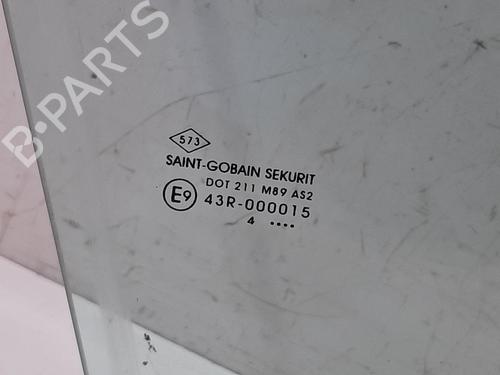 B-PARTS
573
SAINT-GOBAIN SEKURIT
DOT 211 M89 AS2
E9 43R-000015
4 ....